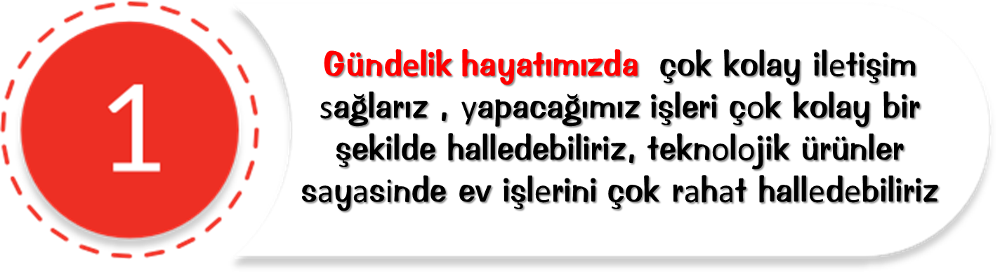 1
Gündelik hayatımızda çok kolay iletişim
sağlarız , yapacağımız işleri çok kolay bir
şekilde halledebiliriz, teknolojik ürünler
sayasinde ev işlerini çok rahat halledebiliriz